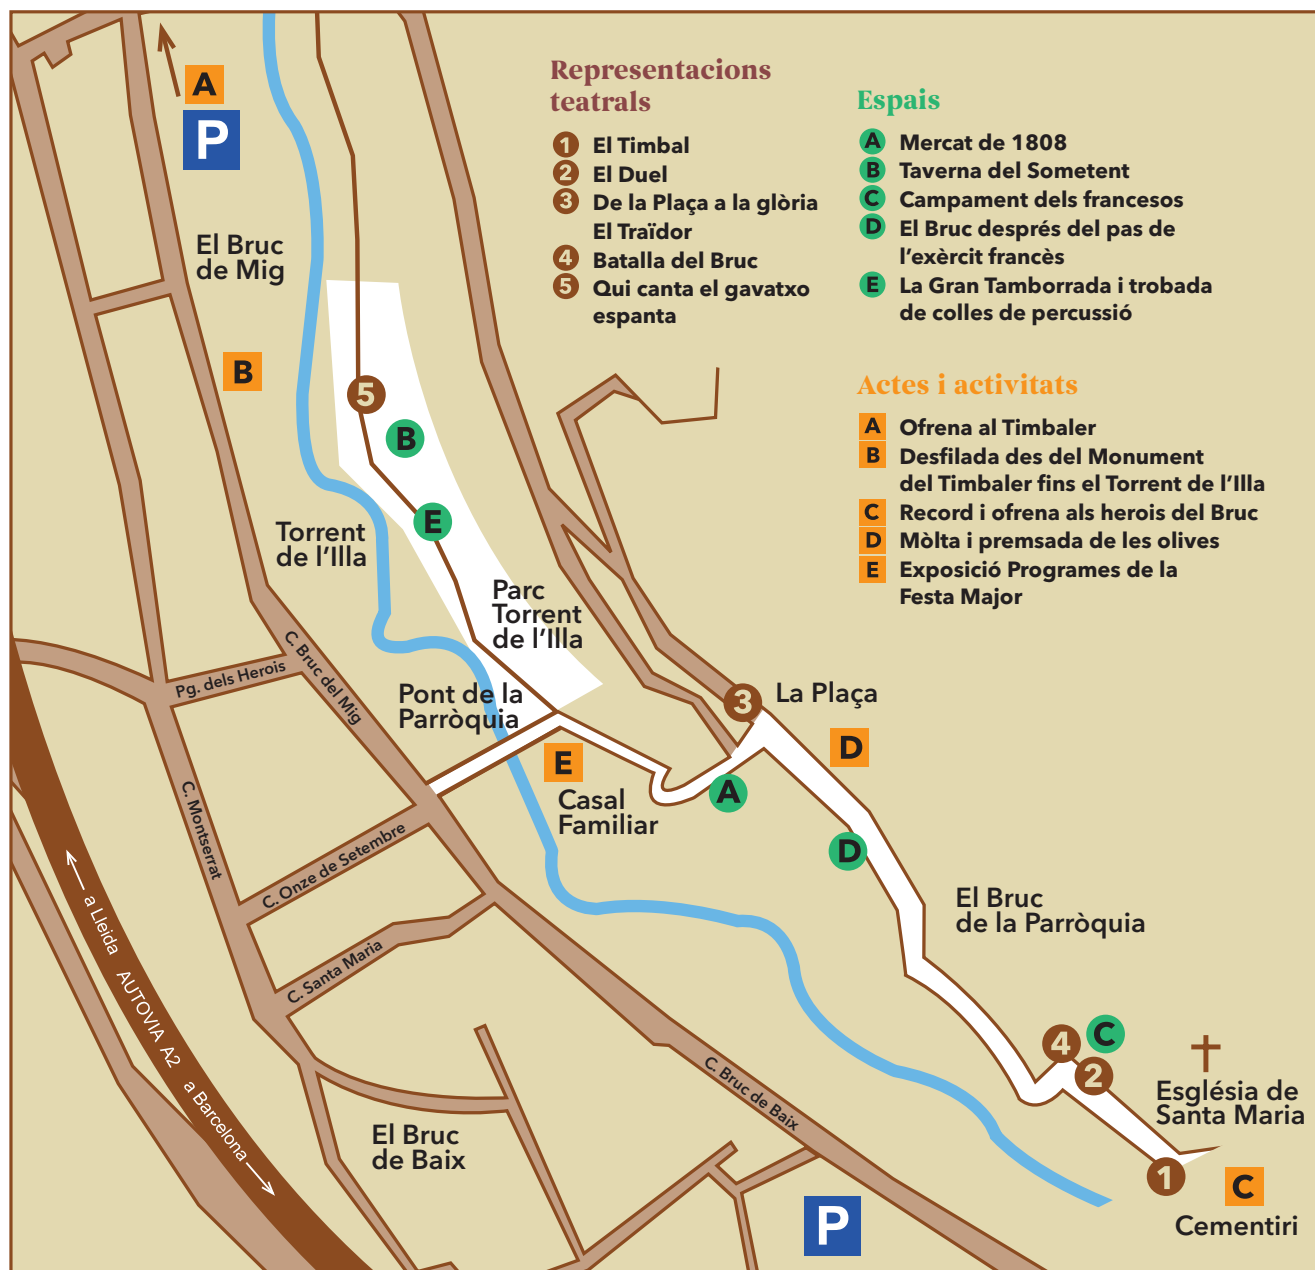 Representacions
teatrals
1 El Timbal
2 El Duel
3 De la Plaça a la glòria
El Traïdor
4 Batalla del Bruc
5 Qui canta el gavatxo
espanta
Espais
A Mercat de 1808
B Taverna del Sometent
C Campament dels francesos
D El Bruc després del pas de
l'exèrcit francès
E La Gran Tamborrada i trobada
de colles de percussió
Actes i activitats
A Ofrena al Timbaler
B Desfilada des del Monument
del Timbaler fins el Torrent de l'Illa
C Record i ofrena als herois del Bruc
D Mòlta i premsada de les olives
E Exposició Programes de la
Festa Major
A
P
El Bruc
de Mig
B
5
B
E
Torrent
de l'Illa
Parc
Torrent
de l'Illa
C. Bruc del Mig
Pg. dels Herois
Pont de la
Parròquia
3
La Plaça
D
E
A
Casal
Familiar
C. Montserrat
C. Onze de Setembre
D
El Bruc
de la Parròquia
C. Santa Maria
a Lleida AUTOVIA A2 a Barcelona
4
C
2
Església de
Santa Maria
C. Bruc de Baix
El Bruc
de Baix
1
C
Cementiri
P